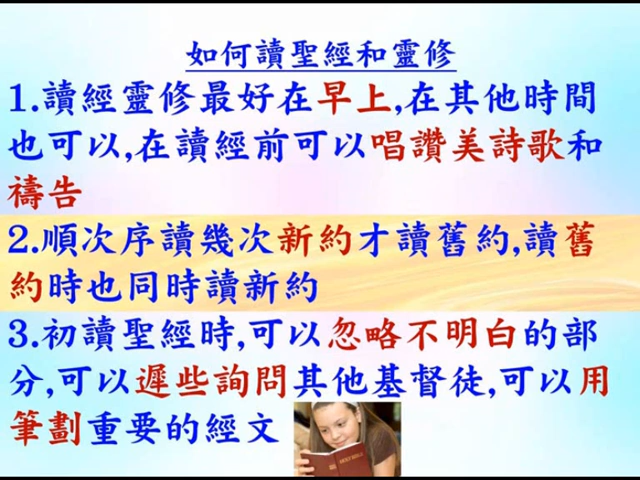 如何讀聖經和靈修
1.讀經靈修最好在早上,在其他時間
也可以,在讀經前可以唱讚美詩歌和
禱告
2.順次序讀幾次新約才讀舊約,讀舊
約時也同時讀新約
3.初讀聖經時,可以忽略不明白的部
分,可以遲些詢問其他基督徒,可以用
筆劃重要的經文
HOLY BIBLE